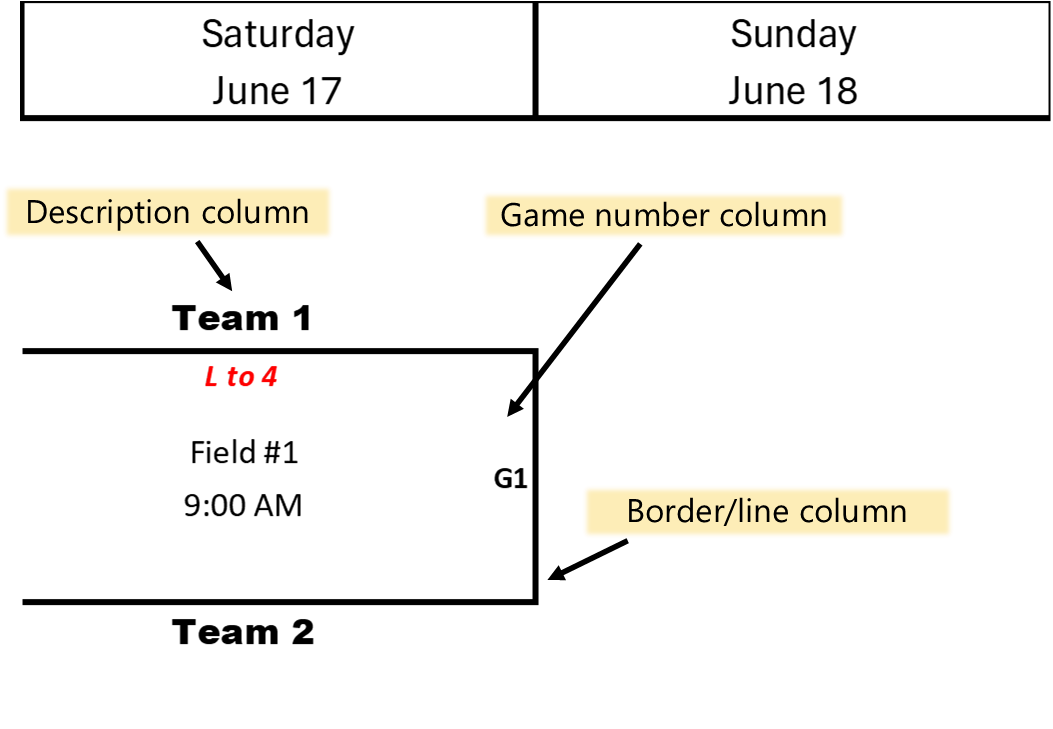 Saturday
June 17
Sunday
June 18
Description column
Game number column
Team 1
L to 4
Field #1
G1
9:00 AM
Border/line column
Team 2